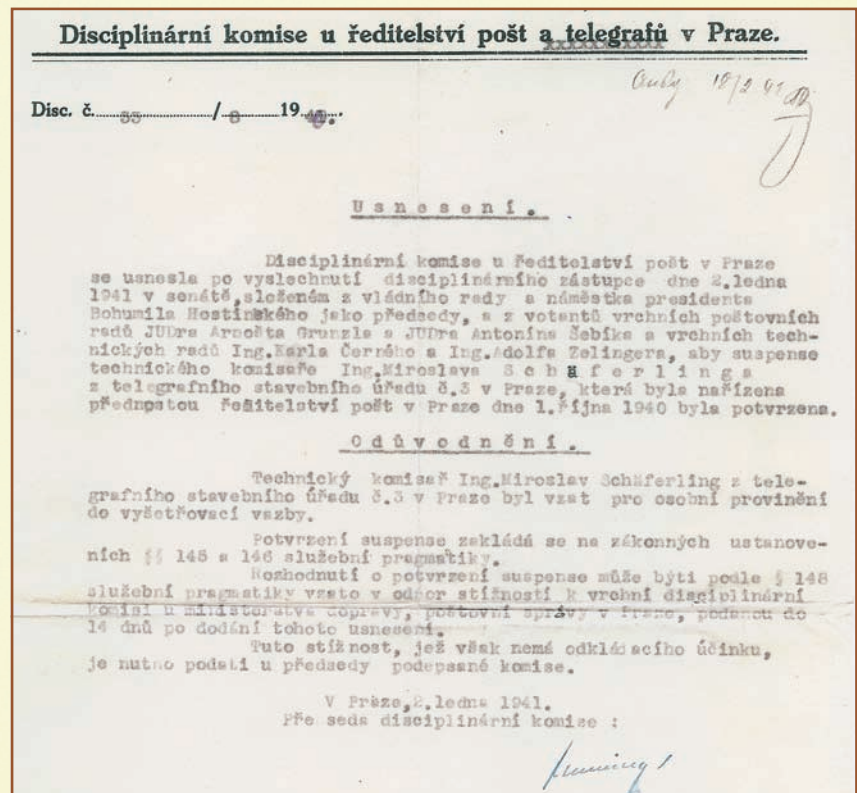 Disciplinární komise u ředitelství pošt a telegrafů v Praze.
18/2 41
Disc. č. 33 / 8 19
Usnesení.
Disciplinární komise u ředitelství pošt v Praze
se usnesla po vyslechnutí disciplinárního zástupce dne 2.ledna
1941 v senátě,složeném z vládního rady a náměstka presidenta
Bohumila Hostinského jako předsedy, a z votantů vrchních poštovních
radů JUDra Arnošta Grunzla a JUDra Antonína Šebíka a vrchních tech-
nických radů Ing.Karla Černého a Ing.Adolfa Zelingera, aby suspense
technického komisaře Ing.Miroslava Schäferlinga
z telegrafního stavebního úřadu č.3 v Praze, která byla nařízena
přednostou ředitelství pošt v Praze dne 1.října 1940 byla potvrzena.
Odůvodnění.
Technický komisař Ing.Miroslav Schäferling z tele-
grafního stavebního úřadu č.3 v Praze byl vzat pro osobní provinění
do vyšetřovací vazby.
Potvrzení suspense zakládá se na zákonných ustanove-
ních §§ 145 a 146 služební pragmatiky.
Rozhodnutí o potvrzení suspense může býti podle § 148
služební pragmatiky vzato v odpor stížností k vrchní disciplinární
komisi u ministerstva dopravy, poštovní správy v Praze, podanou do
14 dnů po dodání tohoto usnesení.
Tuto stížnost, jež však nemá odkládacího účinku,
je nutno podati u předsedy podepsané komise.
V Praze,2.ledna 1941.
Pře seda disciplinární komise :